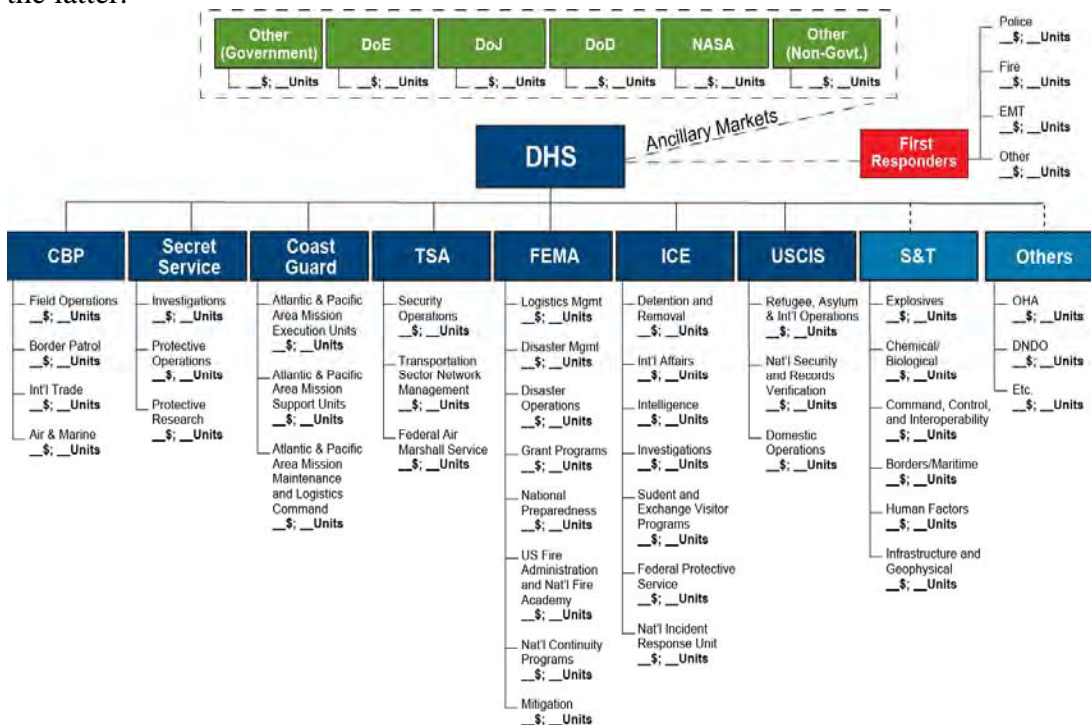 the latter.
Other
(Government)
__$; __Units
DoE
__$; __Units
DoJ
__$; __Units
DoD
__$; __Units
NASA
__$; __Units
Other
(Non-Govt.)
__$; __Units
Police
__$; __Units
Fire
__$; __Units
EMT
__$; __Units
Other
__$; __Units
Ancillary Markets
First
Responders
DHS
CBP
Field Operations
__$; __Units
Border Patrol
__$; __Units
Int'l Trade
__$; __Units
Air & Marine
__$; __Units
Secret
Service
Investigations
__$; __Units
Protective
Operations
__$; __Units
Protective
Research
__$; __Units
Coast
Guard
Atlantic & Pacific
Area Mission
Execution Units
__$; __Units
Atlantic & Pacific
Area Mission
Support Units
__$; __Units
Atlantic & Pacific
Area Mission
Maintenance
and Logistics
Command
__$; __Units
TSA
Security
Operations
__$; __Units
Transportation
Sector Network
Management
__$; __Units
Federal Air
Marshall Service
__$; __Units
FEMA
Logistics Mgmt
__$; __Units
Disaster Mgmt
__$; __Units
Disaster
Operations
__$; __Units
Grant Programs
__$; __Units
National
Preparedness
__$; __Units
US Fire
Administration
and Nat'l Fire
Academy
__$; __Units
Nat'l Continuity
Programs
__$; __Units
Mitigation
__$; __Units
ICE
Detention and
Removal
__$; __Units
Int'l Affairs
__$; __Units
Intelligence
__$; __Units
Investigations
__$; __Units
Sudent and
Exchange Visitor
Programs
__$; __Units
Federal Protective
Service
__$; __Units
Nat'l Incident
Response Unit
__$; __Units
USCIS
Refugee, Asylum
& Int'l Operations
__$; __Units
Nat'l Security
and Records
Verification
__$; __Units
Domestic
Operations
__$; __Units
S&T
Explosives
__$; __Units
Chemical/
Biological
__$; __Units
Command, Control,
and Interoperability
__$; __Units
Borders/Maritime
__$; __Units
Human Factors
__$; __Units
Infrastructure and
Geophysical
__$; __Units
Others
OHA
__$; __Units
DNDO
__$; __Units
Etc.
__$; __Units